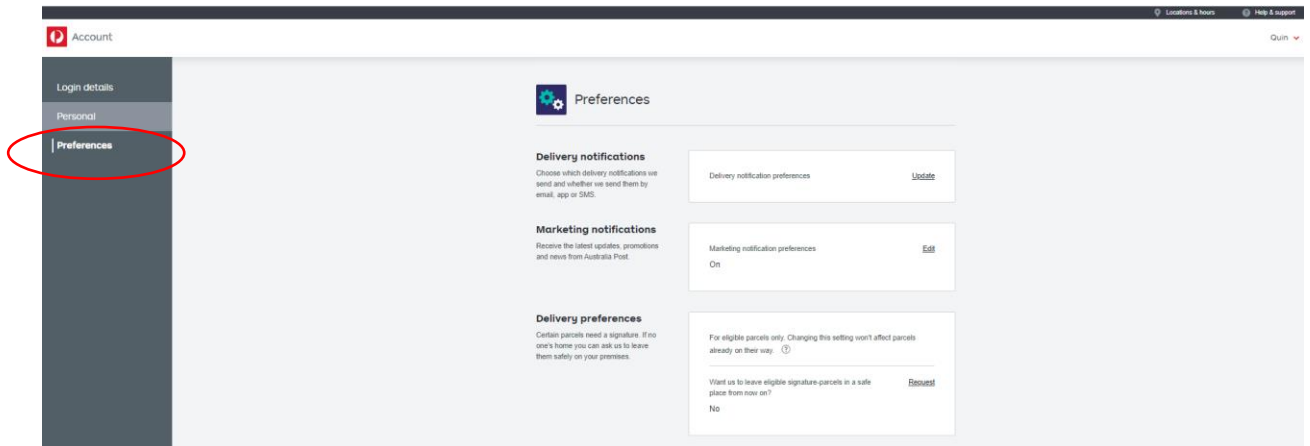 Locations & hours Help & support
Account
Quin
Login details
Personal
Preferences
Preferences
Delivery notifications
Choose which delivery notifications we
send and whether we send them by
email, app or SMS.
Delivery notification preferences Update
Marketing notifications
Receive the latest updates, promotions
and news from Australia Post.
Marketing notification preferences Edit
On
Delivery preferences
Certain parcels need a signature. If no
one's home you can ask us to leave
them safely on your premises.
For eligible parcels only. Changing this setting won't affect parcels
already on their way. ?
Want us to leave eligible signature-parcels in a safe Request
place from now on?
No